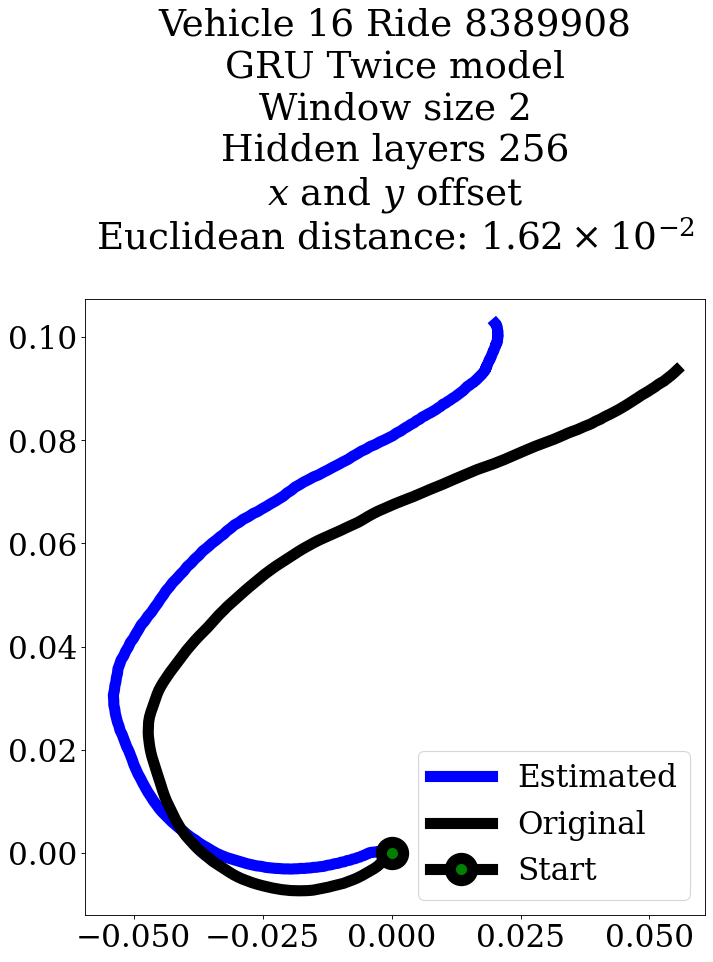 Vehicle 16 Ride 8389908
GRU Twice model
Window size 2
Hidden layers 256
x and y offset
Euclidean distance: 1.62 × 10⁻²
0.10
0.08
0.06
0.04
0.02
0.00
Estimated
Original
Start
−0.050 −0.025 0.000 0.025 0.050